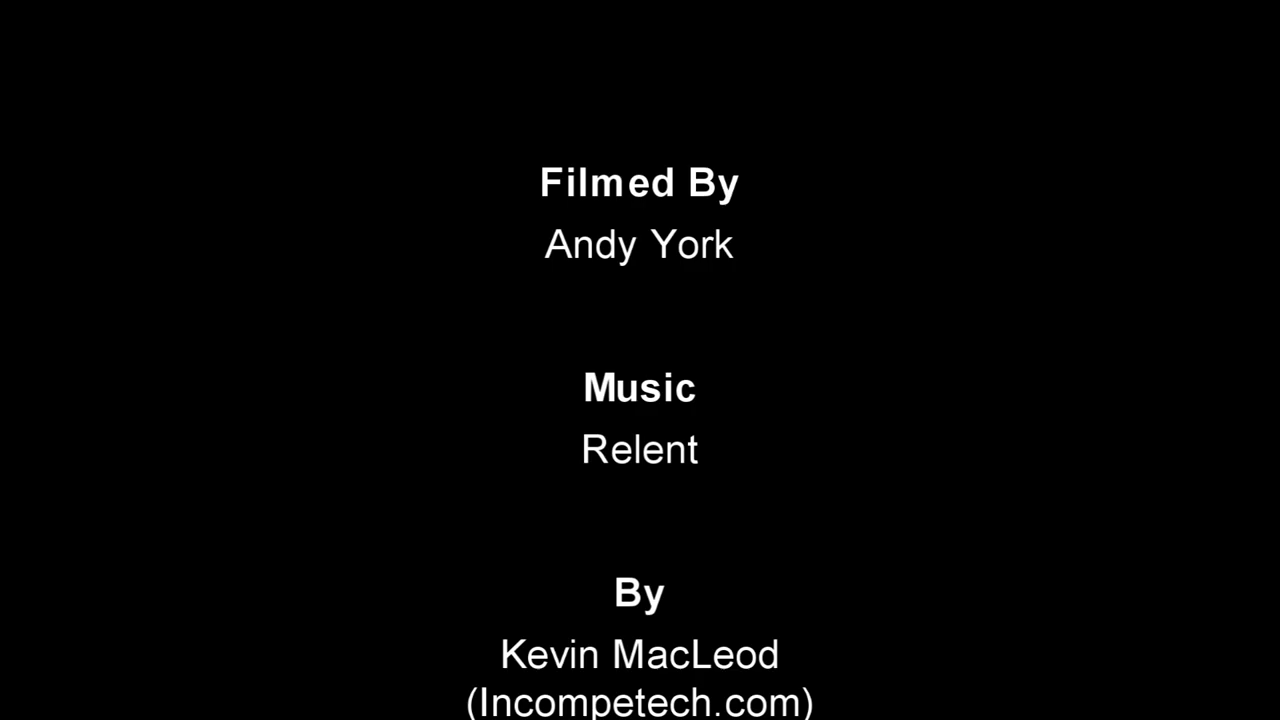 Filmed By
Andy York
Music
Relent
By
Kevin MacLeod
(Incompetech.com)